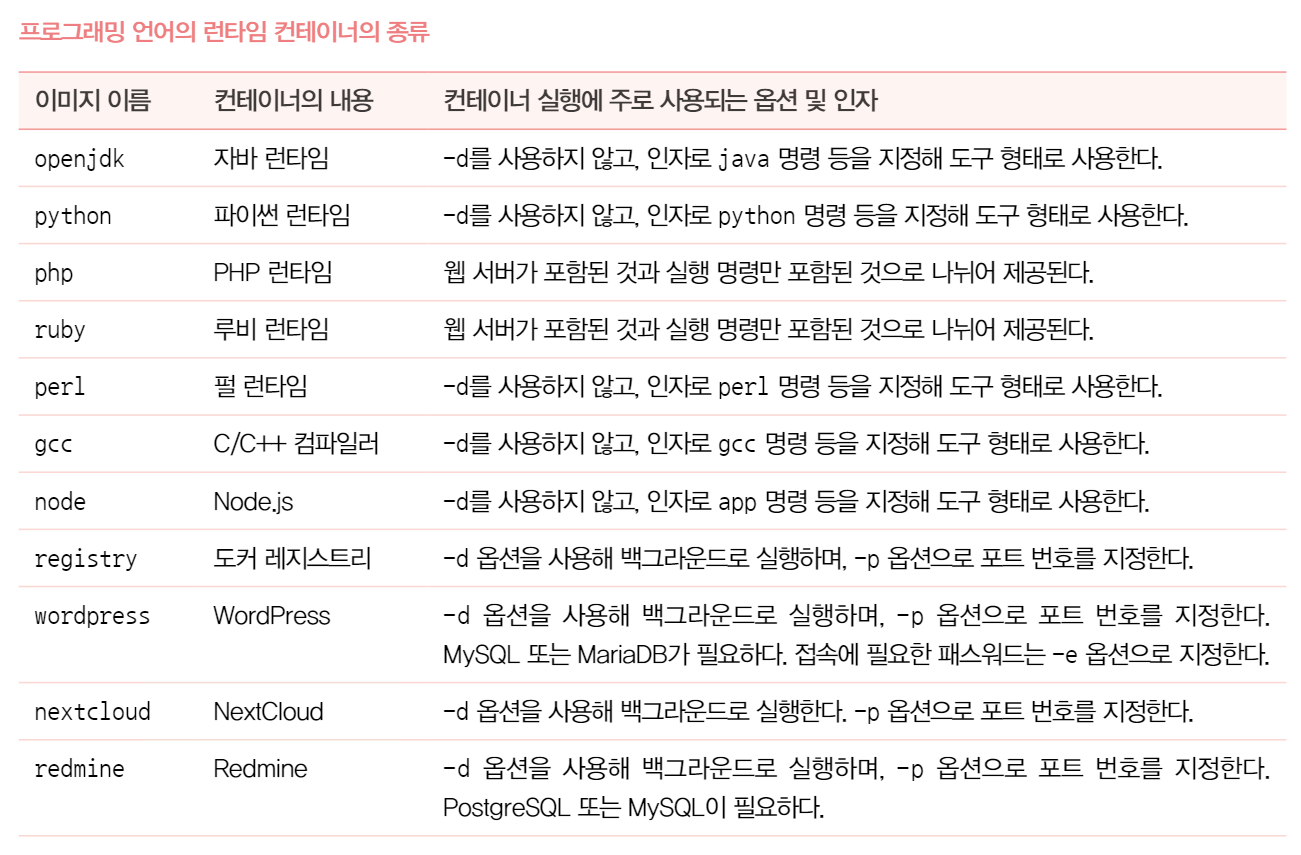 프로그래밍 언어의 런타임 컨테이너의 종류
이미지 이름 컨테이너의 내용 컨테이너 실행에 주로 사용되는 옵션 및 인자
openjdk 자바 런타임 -d를 사용하지 않고, 인자로 java 명령 등을 지정해 도구 형태로 사용한다.
python 파이썬 런타임 -d를 사용하지 않고, 인자로 python 명령 등을 지정해 도구 형태로 사용한다.
php PHP 런타임 웹 서버가 포함된 것과 실행 명령만 포함된 것으로 나뉘어 제공된다.
ruby 루비 런타임 웹 서버가 포함된 것과 실행 명령만 포함된 것으로 나뉘어 제공된다.
perl 펄 런타임 -d를 사용하지 않고, 인자로 perl 명령 등을 지정해 도구 형태로 사용한다.
gcc C/C++ 컴파일러 -d를 사용하지 않고, 인자로 gcc 명령 등을 지정해 도구 형태로 사용한다.
node Node.js -d를 사용하지 않고, 인자로 app 명령 등을 지정해 도구 형태로 사용한다.
registry 도커 레지스트리 -d 옵션을 사용해 백그라운드로 실행하며, -p 옵션으로 포트 번호를 지정한다.
wordpress WordPress -d 옵션을 사용해 백그라운드로 실행하며, -p 옵션으로 포트 번호를 지정한다.
MySQL 또는 MariaDB가 필요하다. 접속에 필요한 패스워드는 -e 옵션으로 지정한다.
nextcloud NextCloud -d 옵션을 사용해 백그라운드로 실행한다. -p 옵션으로 포트 번호를 지정한다.
redmine Redmine -d 옵션을 사용해 백그라운드로 실행하며, -p 옵션으로 포트 번호를 지정한다.
PostgreSQL 또는 MySQL이 필요하다.